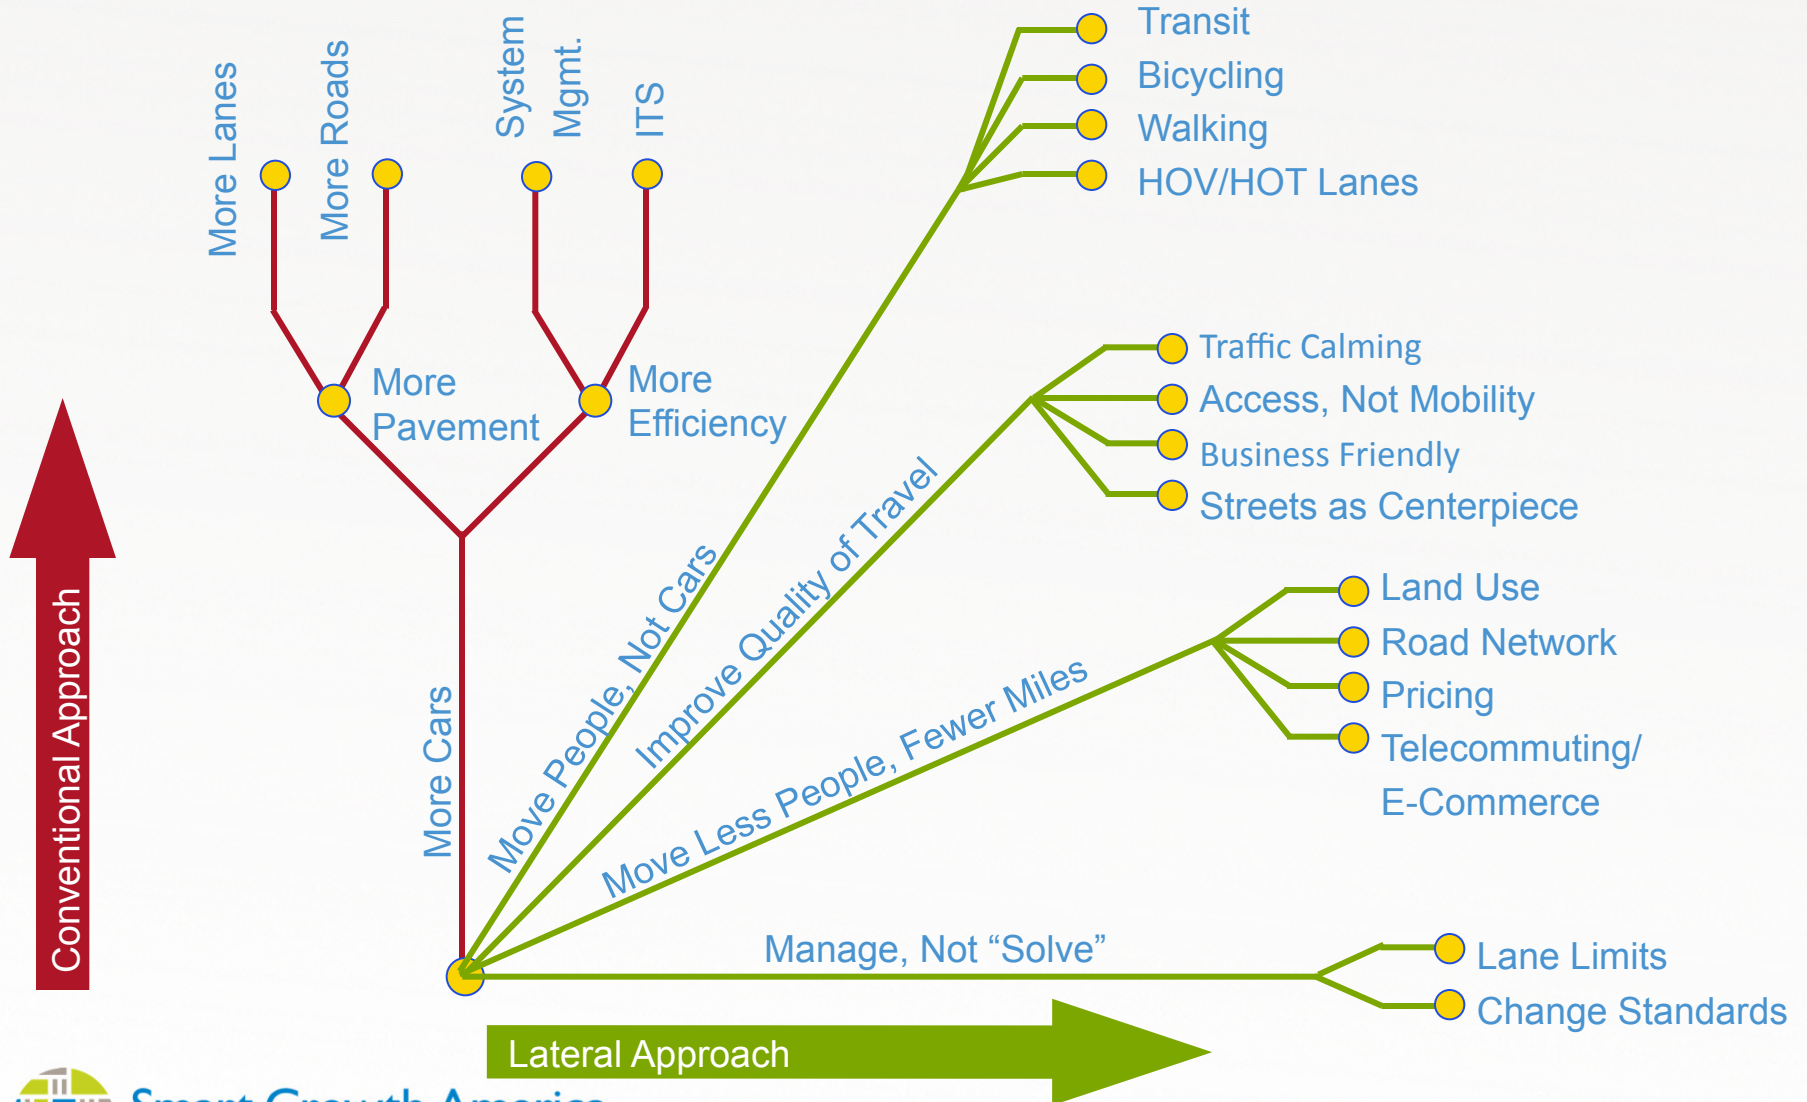 More Lanes
More Roads
System
Mgmt.
ITS
More
Pavement
More
Efficiency
More Cars
Conventional Approach
Move People, Not Cars
Transit
Bicycling
Walking
HOV/HOT Lanes
Improve Quality of Travel
Traffic Calming
Access, Not Mobility
Business Friendly
Streets as Centerpiece
Move Less People, Fewer Miles
Land Use
Road Network
Pricing
Telecommuting/
E-Commerce
Manage, Not “Solve”
Lane Limits
Change Standards
Lateral Approach
Smart Growth America